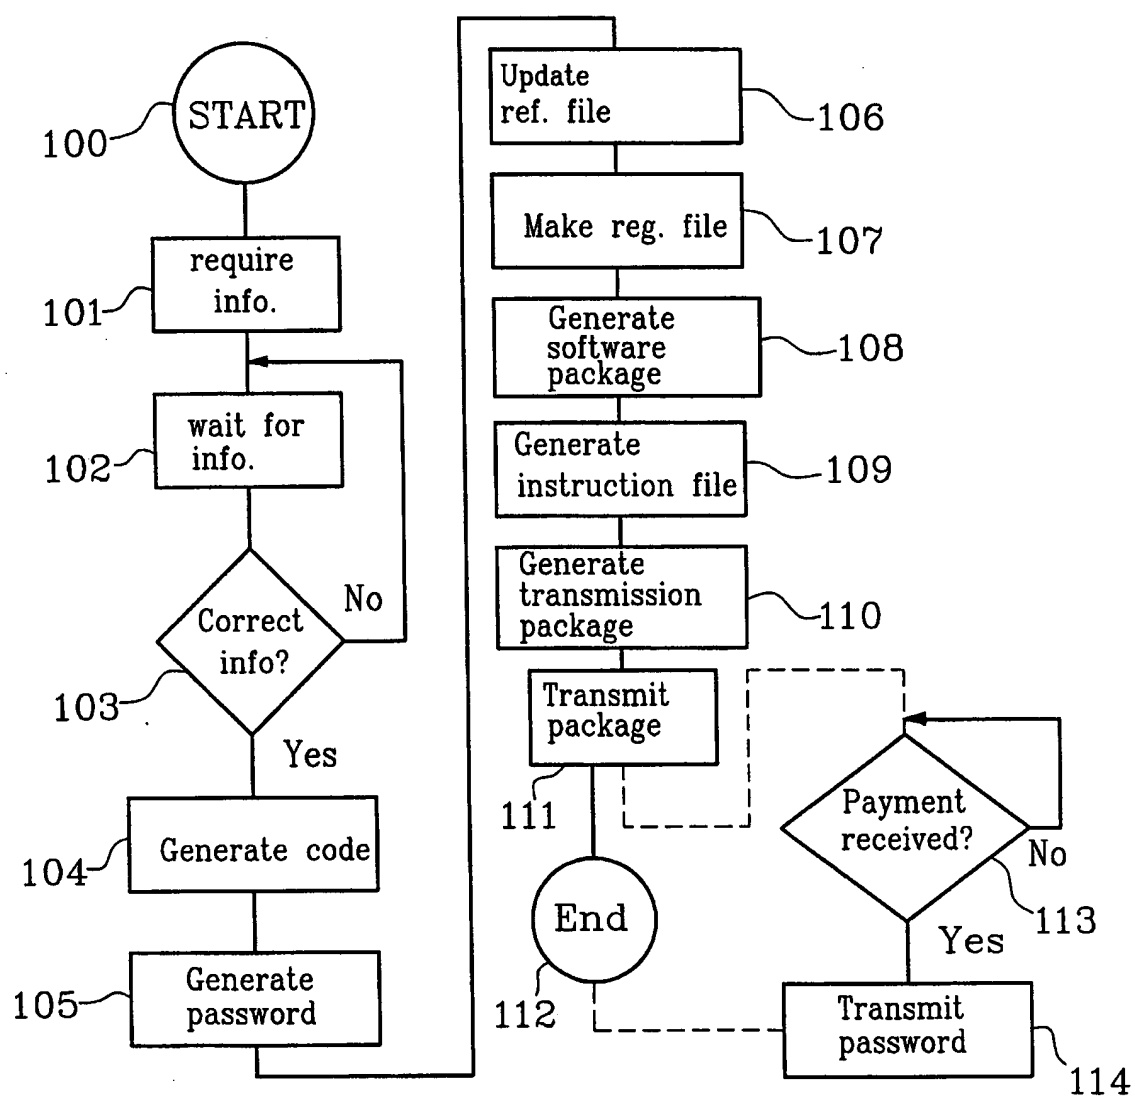 START
100
require
info.
101
wait for
info.
102
Correct
info?
No
103
Yes
Generate code
104
Generate
password
105
Update
ref. file
106
Make reg. file
107
Generate
software
package
108
Generate
instruction file
109
Generate
transmission
package
110
Transmit
package
111
End
112
Payment
received?
No
113
Yes
Transmit
password
114